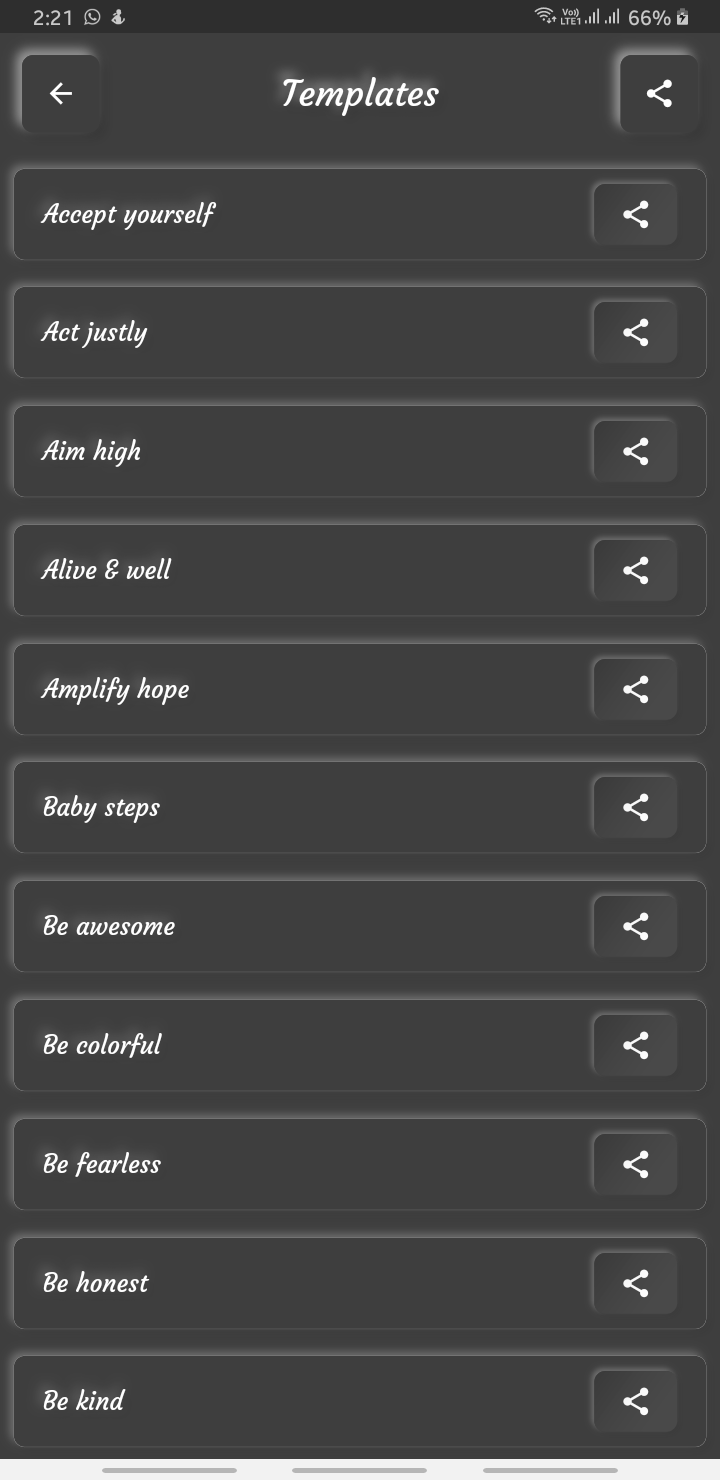 2:21
Vo)) LTE1 66%
Templates
Accept yourself
Act justly
Aim high
Alive & well
Amplify hope
Baby steps
Be awesome
Be colorful
Be fearless
Be honest
Be kind